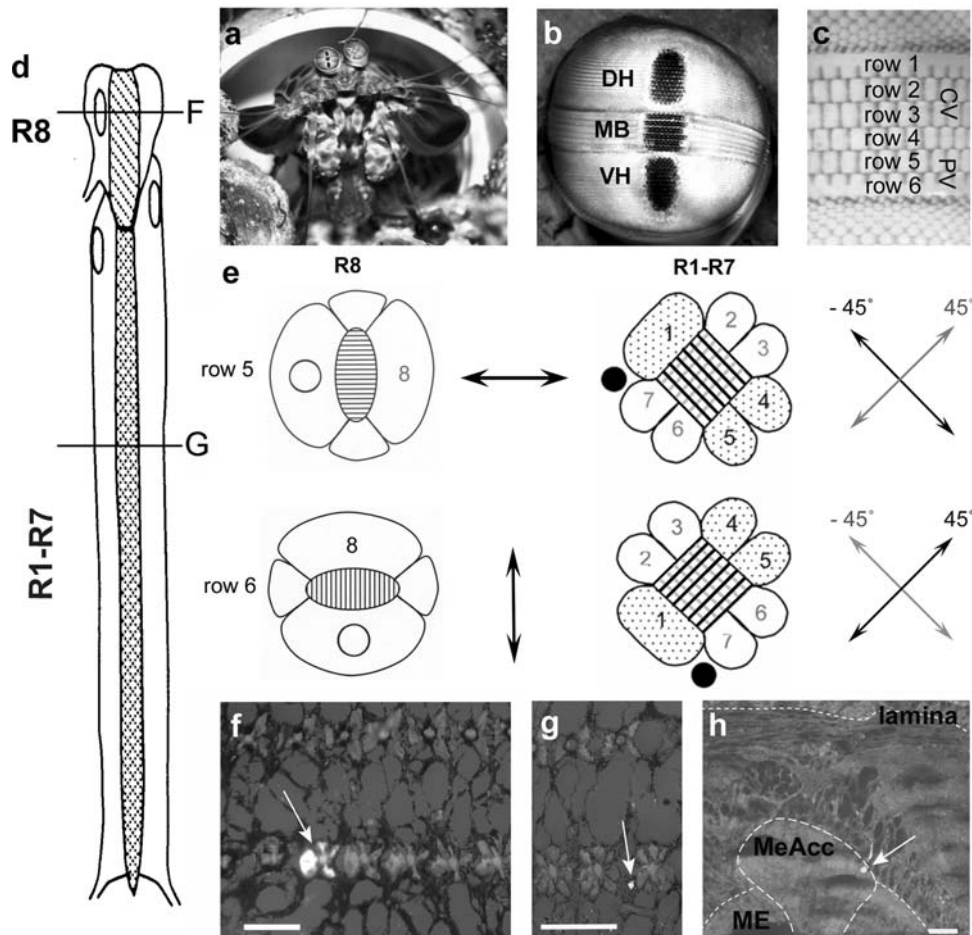 d
R8
F
G
R1-R7
a
b
DH
MB
VH
c
row 1
row 2
row 3
row 4
row 5
row 6
CV
PV
e
R8
R1-R7
row 5
8
1
2
3
4
5
6
7
- 45°
45°
row 6
8
3
4
2
5
1
6
7
- 45°
45°
f
g
h
lamina
MeAcc
ME